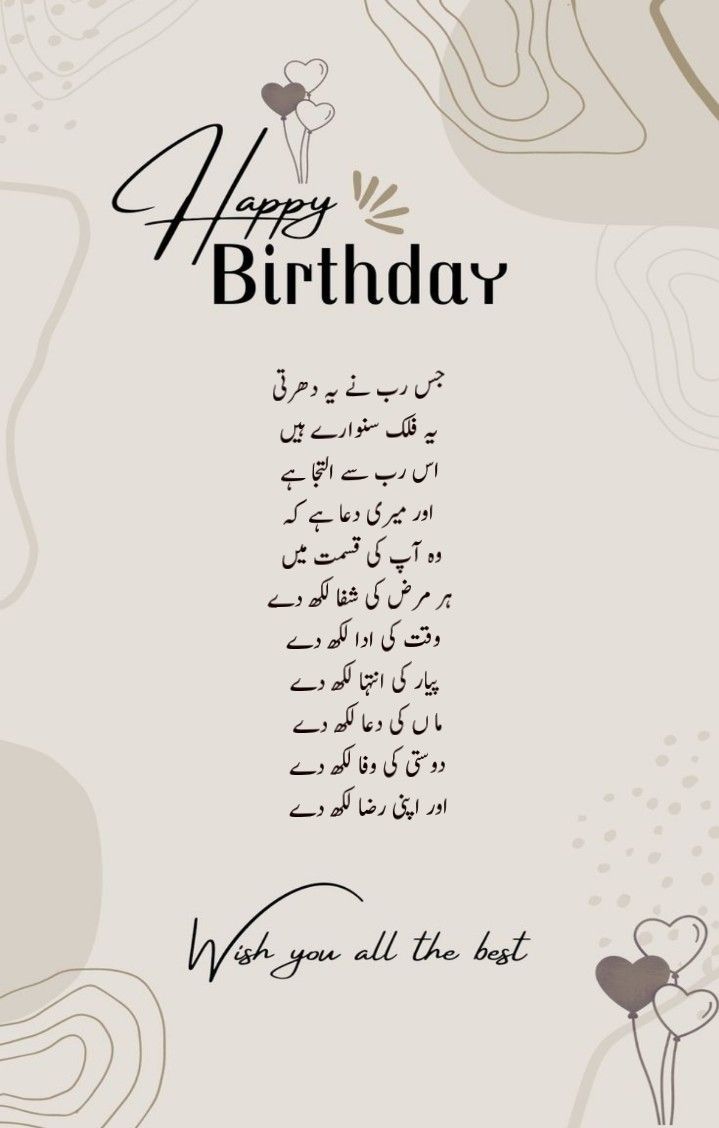 Happy
Birthday
جس رب نے یہ دھرتی
یہ فلک سنوارے ہیں
اس رب سے التجا ہے
اور میری دعا ہے کہ
وہ آپ کی قسمت میں
ہر مرض کی شفا لکھ دے
وقت کی ادا لکھ دے
پیار کی انتہا لکھ دے
ماں کی دعا لکھ دے
دوستی کی وفا لکھ دے
اور اپنی رضا لکھ دے
Wish you all the best